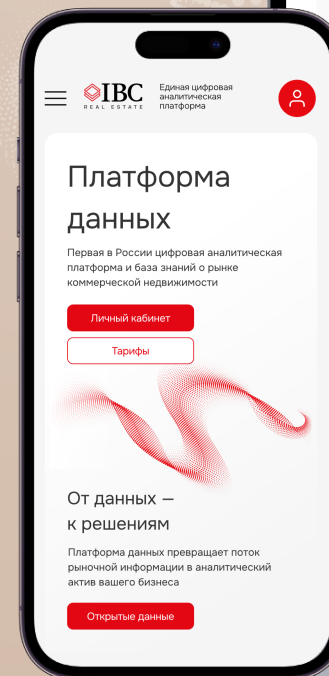 IBC
REAL ESTATE
Единая цифровая
аналитическая
платформа
Платформа
данных
Первая в России цифровая аналитическая
платформа и база знаний о рынке
коммерческой недвижимости
Личный кабинет
Тарифы
От данных —
к решениям
Платформа данных превращает поток
рыночной информации в аналитический
актив вашего бизнеса
Открытые данные